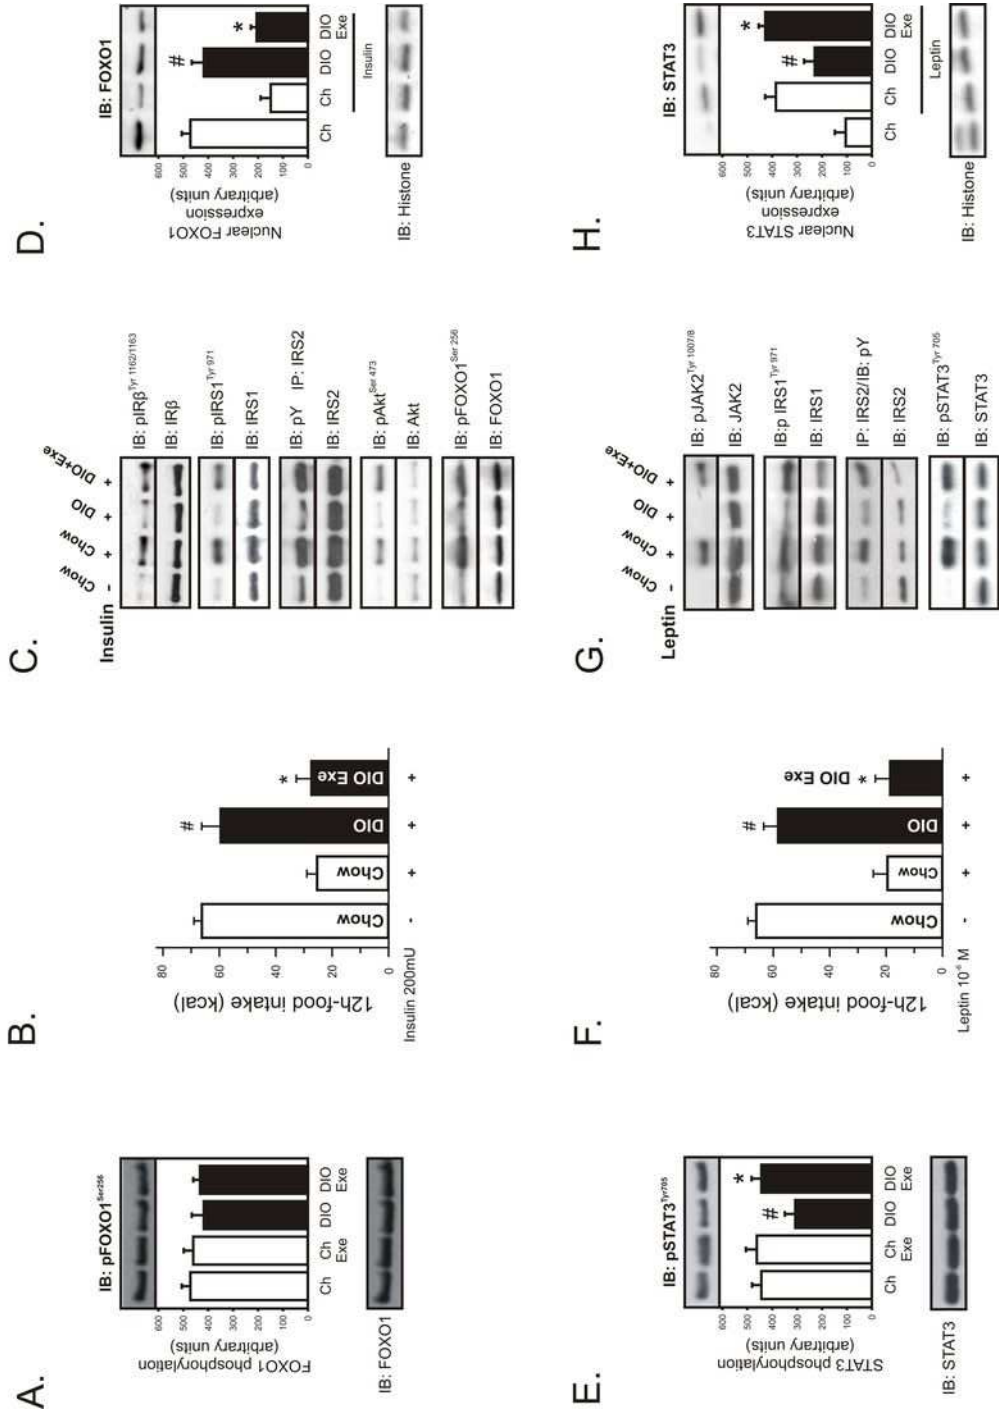 A.
IB: pFOXO1Ser256
FOXO1 phosphorylation
(arbitrary units)
600
500
400
300
200
100
0
Ch
Ch
Exe
DIO
DIO
Exe
IB: FOXO1
B.
12h-food intake (kcal)
80
60
40
20
0
Chow
Chow
DIO
#
DIO Exe
*
Insulin 200mU
-
+
+
+
C.
Insulin
Chow
Chow
DIO
DIO+Exe
-
+
+
+
IB: pIRβTyr 1162/1163
IB: IRβ
IB: pIRS1Tyr 971
IB: IRS1
IB: pY IP: IRS2
IB: IRS2
IB: pAktSer 473
IB: Akt
IB: pFOXO1Ser 256
IB: FOXO1
D.
IB: FOXO1
Nuclear FOXO1
expression
(arbitrary units)
600
500
400
300
200
100
0
#
*
Ch
Ch
DIO
DIO
Exe
Insulin
IB: Histone
E.
IB: pSTAT3Tyr705
STAT3 phosphorylation
(arbitrary units)
600
500
400
300
200
100
0
#
*
Ch
Ch
Exe
DIO
DIO
Exe
IB: STAT3
F.
12h-food intake (kcal)
80
60
40
20
0
Chow
Chow
DIO
#
* DIO Exe
Leptin 10-6 M
-
+
+
+
G.
Leptin
Chow
Chow
DIO
DIO+Exe
-
+
+
+
IB: pJAK2Tyr 1007/8
IB: JAK2
IB:p IRS1Tyr 971
IB: IRS1
IP: IRS2/IB: pY
IB: IRS2
IB: pSTAT3Tyr 705
IB: STAT3
H.
IB: STAT3
Nuclear STAT3
expression
(arbitrary units)
600
500
400
300
200
100
0
#
*
Ch
Ch
DIO
DIO
Exe
Leptin
IB: Histone